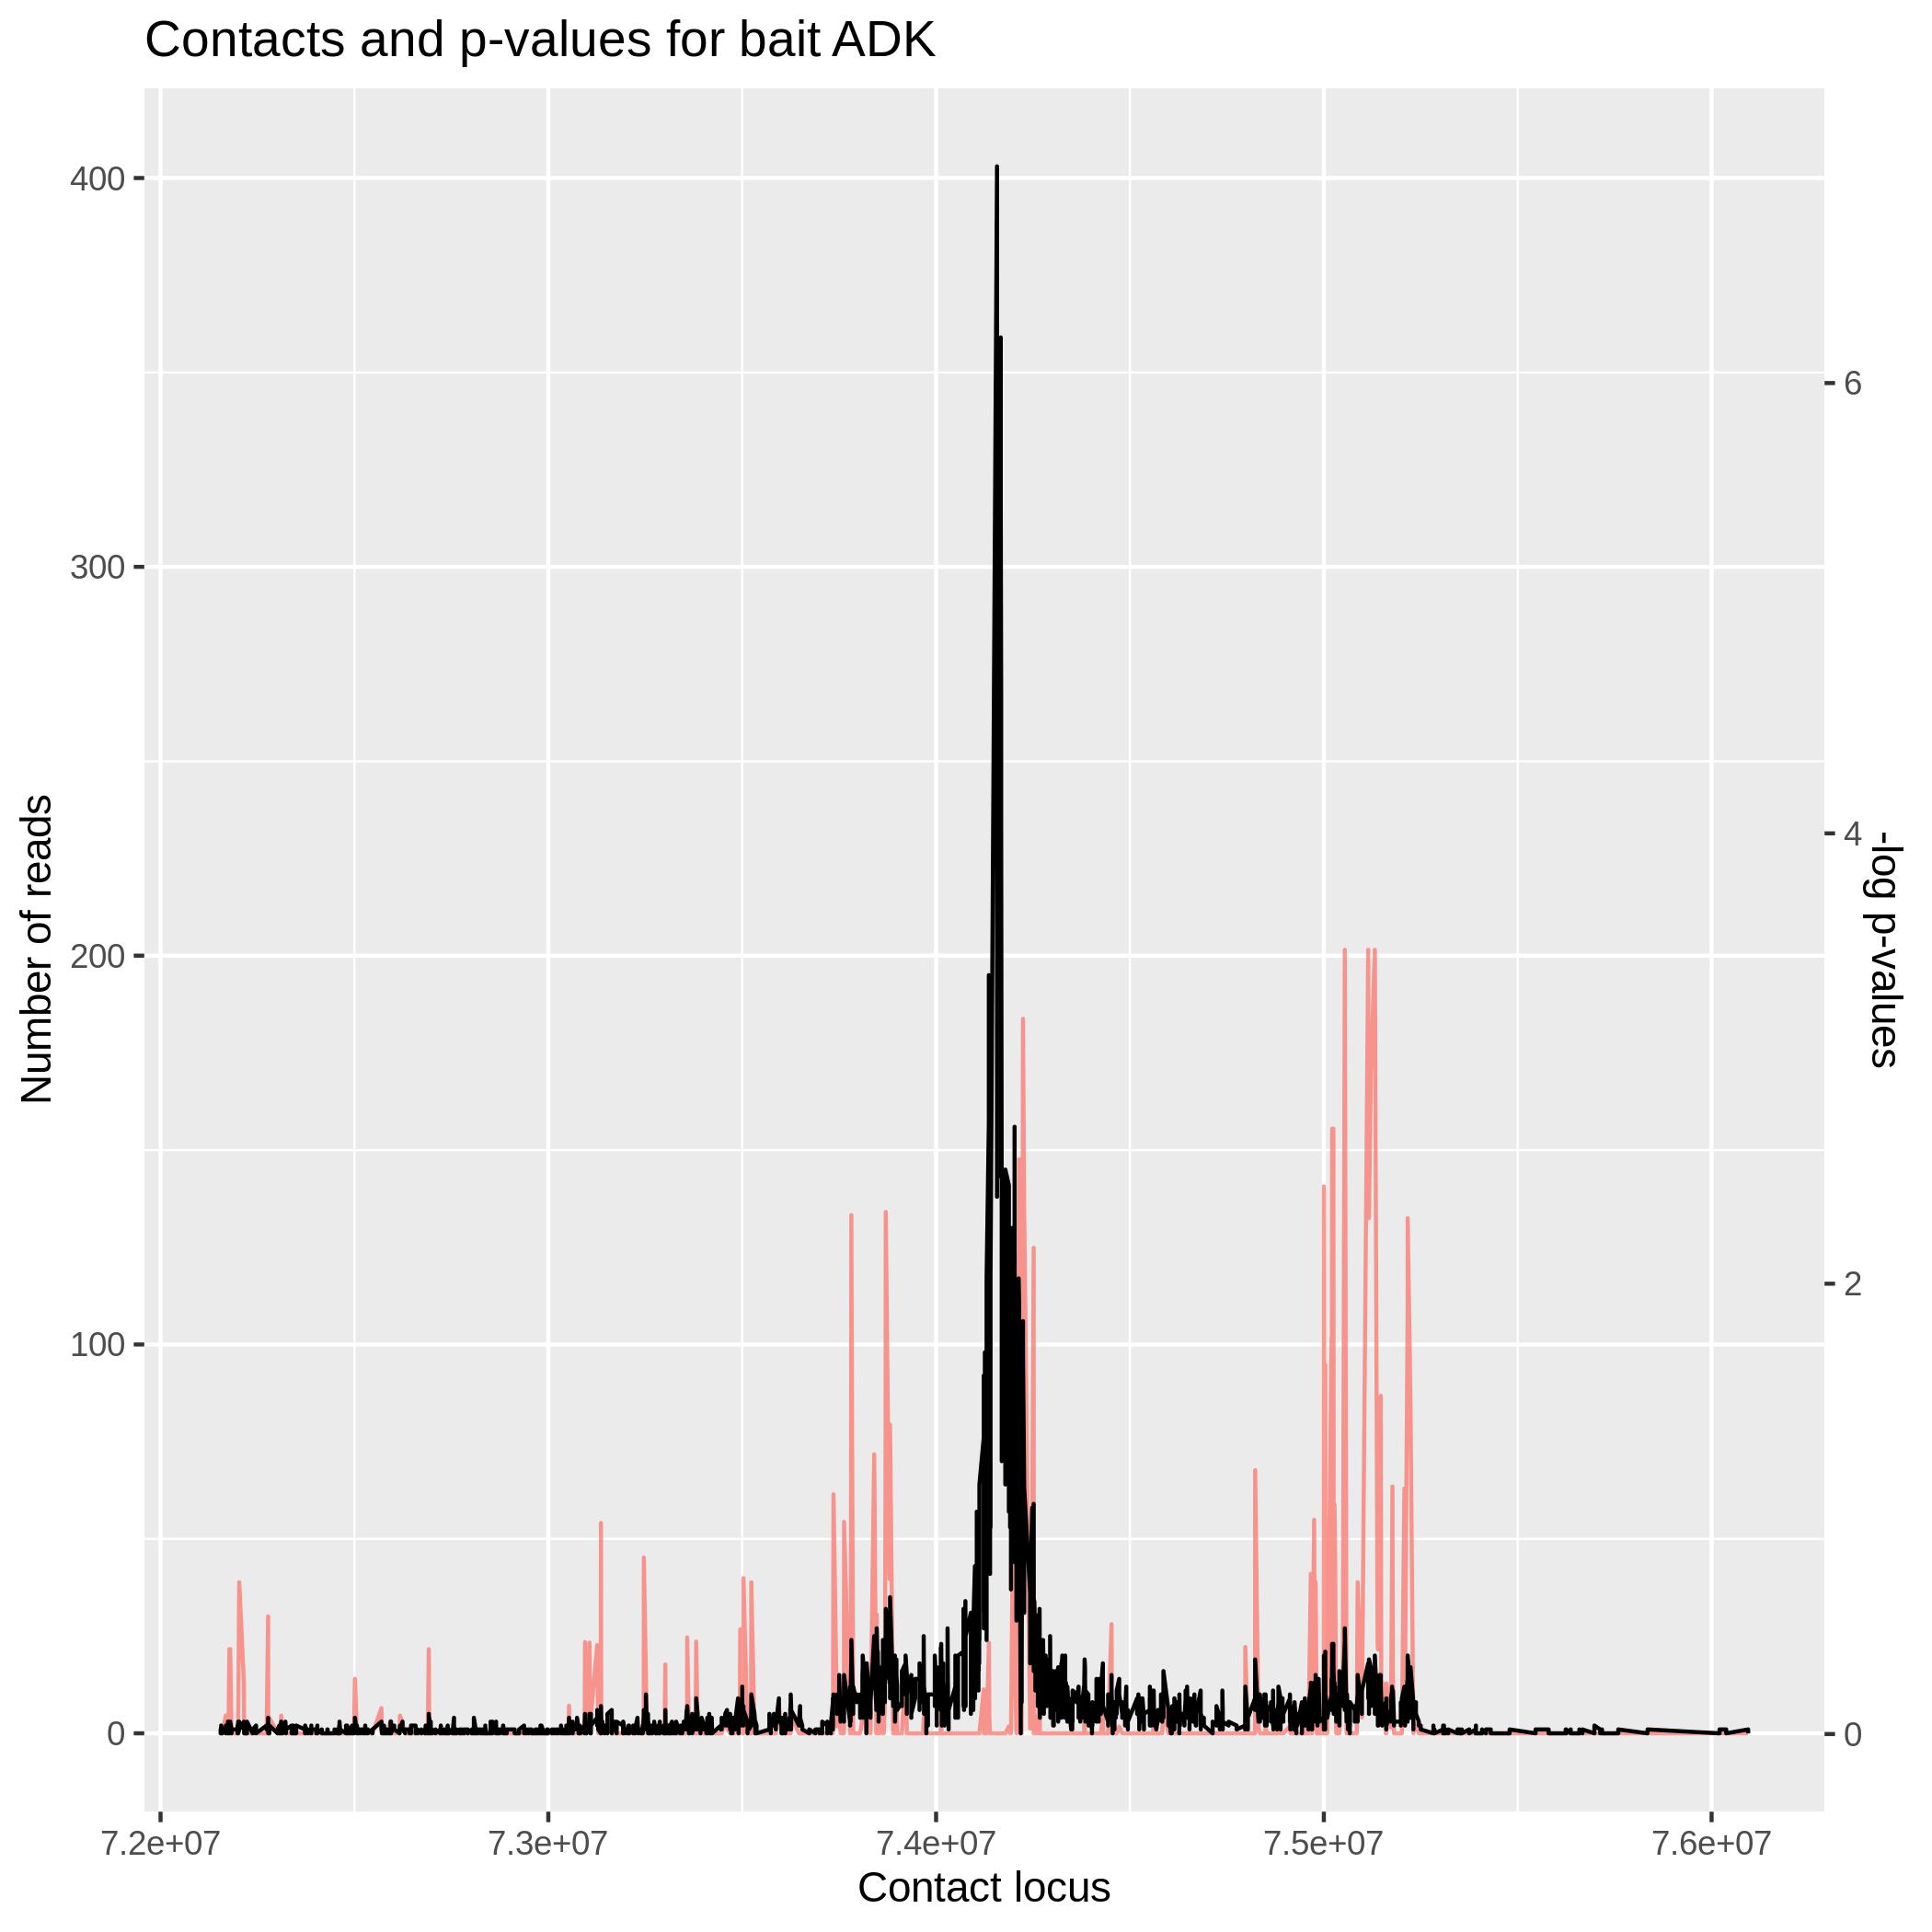 Contacts and p-values for bait ADK
400
300
200
100
0
Number of reads
6
4
2
0
-log p-values
7.2e+07 7.3e+07 7.4e+07 7.5e+07 7.6e+07
Contact locus